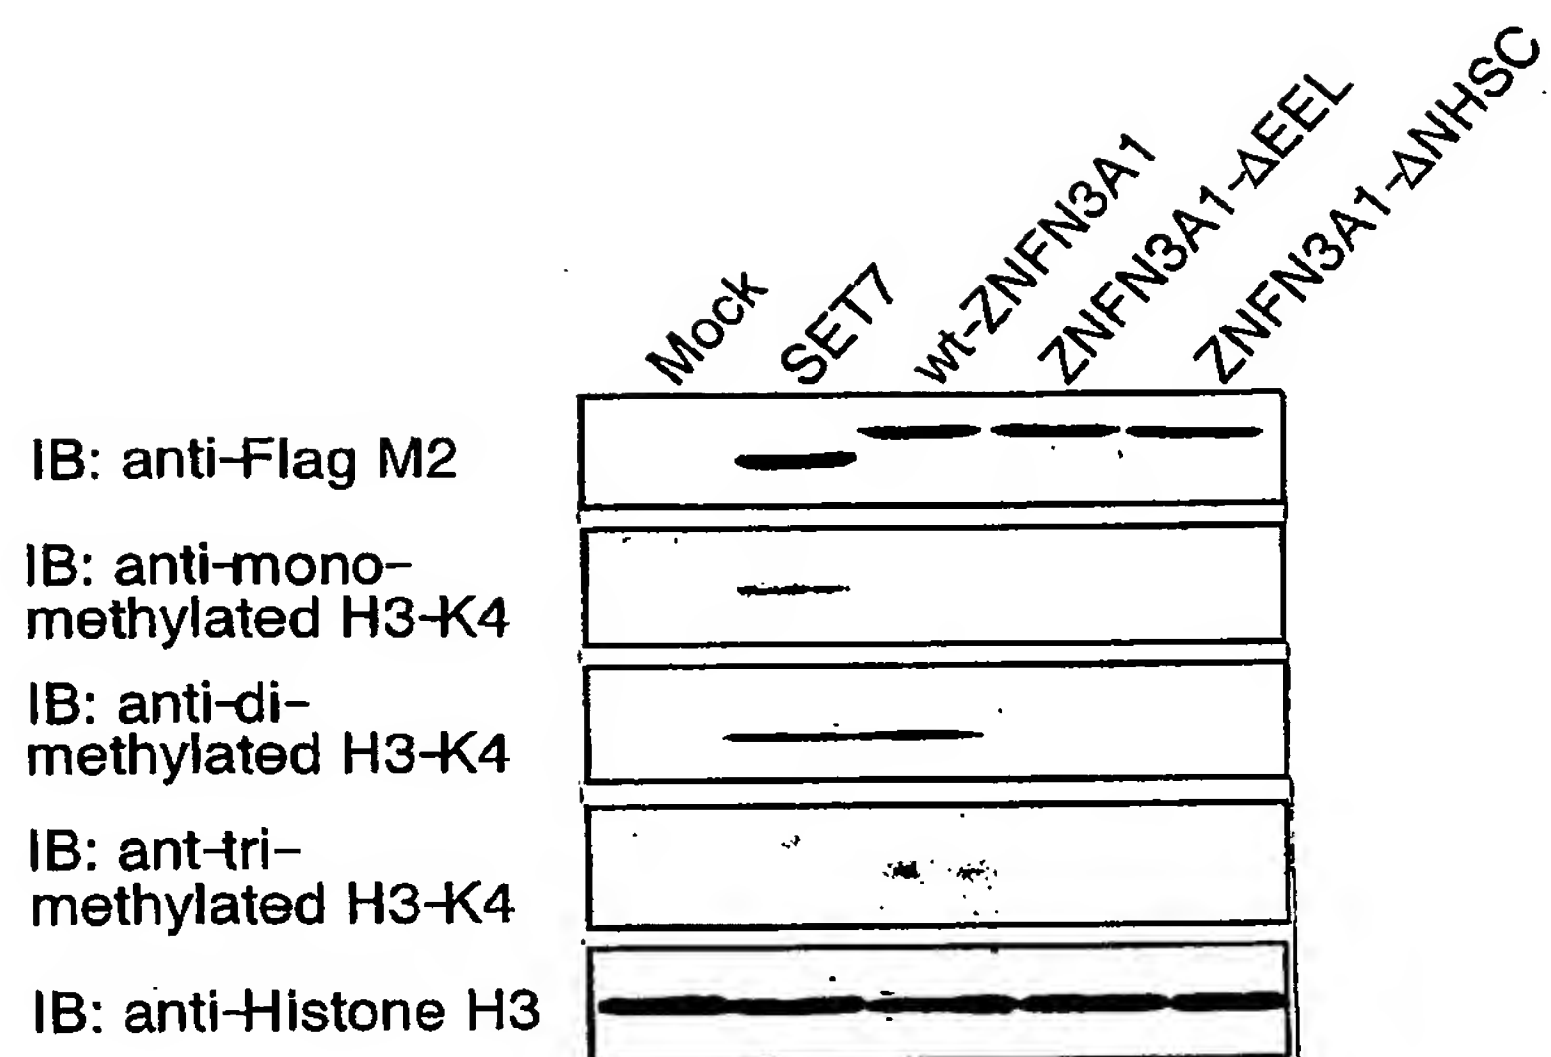 Mock
SET7
wt-ZNFN3A1
ZNFN3A1-ΔEEL
ZNFN3A1-ΔNHSC
IB: anti-Flag M2
IB: anti-mono-
methylated H3-K4
IB: anti-di-
methylated H3-K4
IB: ant-tri-
methylated H3-K4
IB: anti-Histone H3